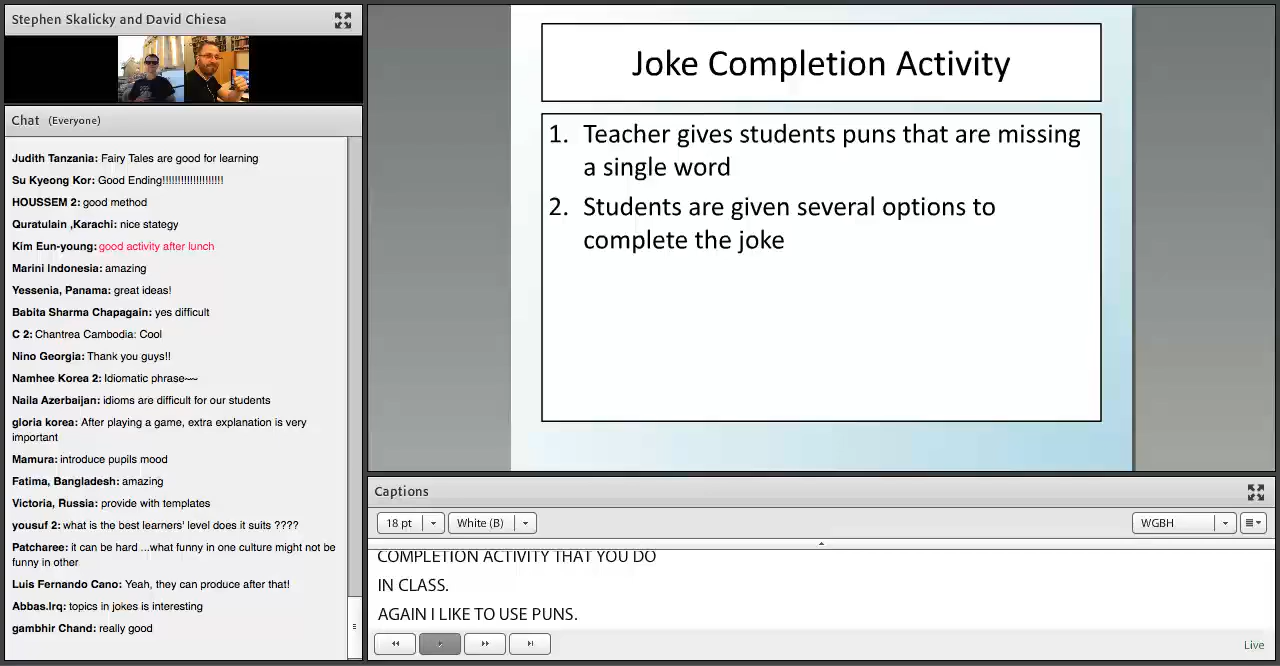 Stephen Skalicky and David Chiesa
Chat (Everyone)
Judith Tanzania: Fairy Tales are good for learning
Su Kyeong Kor: Good Ending!!!!!!!!!!!!!!!!!!!!
HOUSSEM 2: good method
Quratulain ,Karachi: nice stategy
Kim Eun-young: good activity after lunch
Marini Indonesia: amazing
Yessenia, Panama: great ideas!
Babita Sharma Chapagain: yes difficult
C 2: Chantrea Cambodia: Cool
Nino Georgia: Thank you guys!!
Namhee Korea 2: Idiomatic phrase~~
Naila Azerbaijan: idioms are difficult for our students
gloria korea: After playing a game, extra explanation is very
important
Mamura: introduce pupils mood
Fatima, Bangladesh: amazing
Victoria, Russia: provide with templates
yousuf 2: what is the best learners' level does it suits ????
Patcharee: it can be hard ...what funny in one culture might not be
funny in other
Luis Fernando Cano: Yeah, they can produce after that!
Abbas.Irq: topics in jokes is interesting
gambhir Chand: really good
Joke Completion Activity
1. Teacher gives students puns that are missing
a single word
2. Students are given several options to
complete the joke
Captions
18 pt
White (B)
WGBH
COMPLETION ACTIVITY THAT YOU DO
IN CLASS.
AGAIN I LIKE TO USE PUNS.
Live